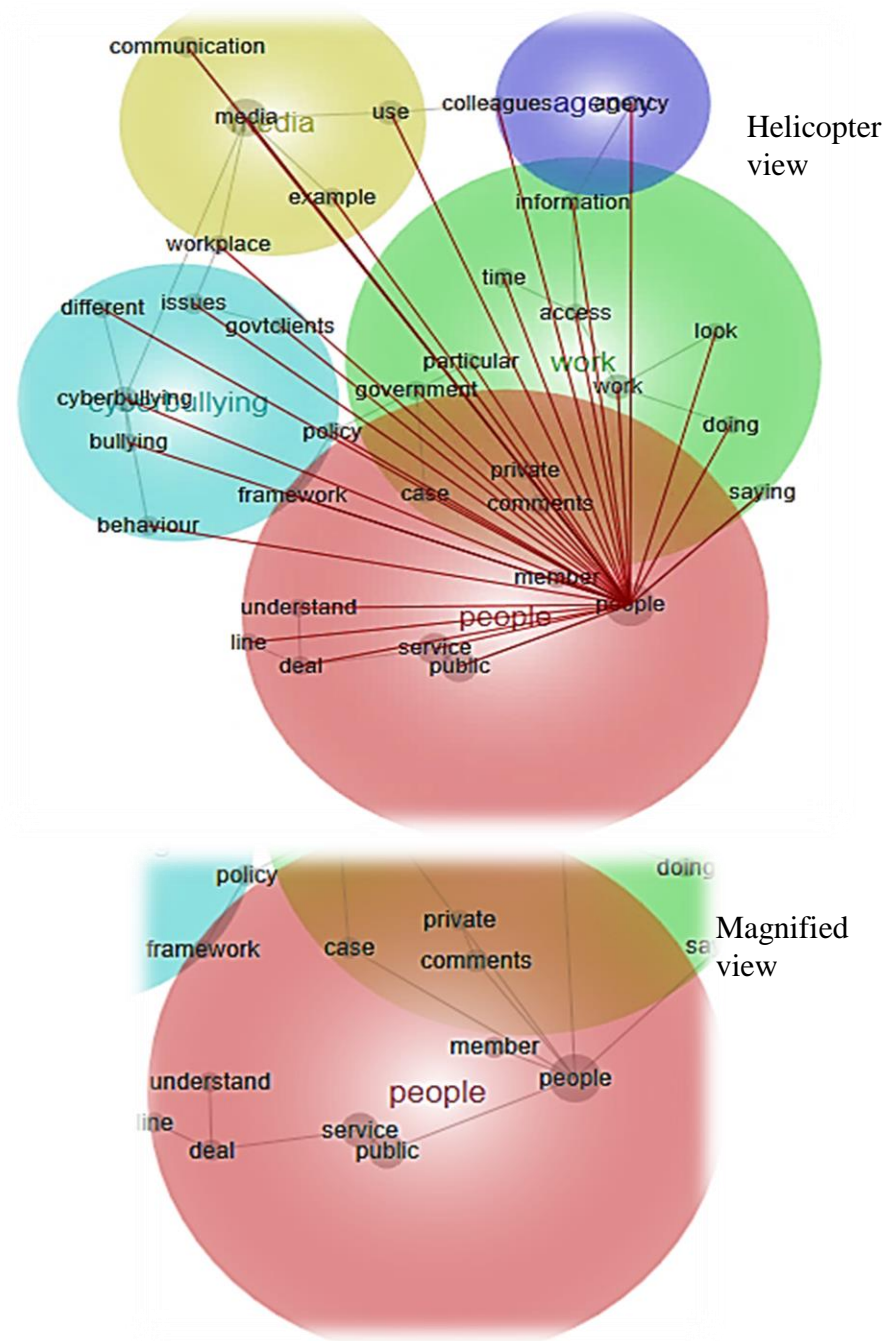 communication
media
media
use
colleagues
agency
agency
Helicopter
view
example
information
workplace
time
different
issues
access
govtclients
look
particular
work
government
work
cyberbullying
cyberbullying
policy
doing
bullying
private
framework
case
comments
saying
behaviour
member
understand
people
people
line
service
deal
public
policy
doing
private
framework
case
comments
sa
Magnified
view
member
understand
people
people
line
service
deal
public